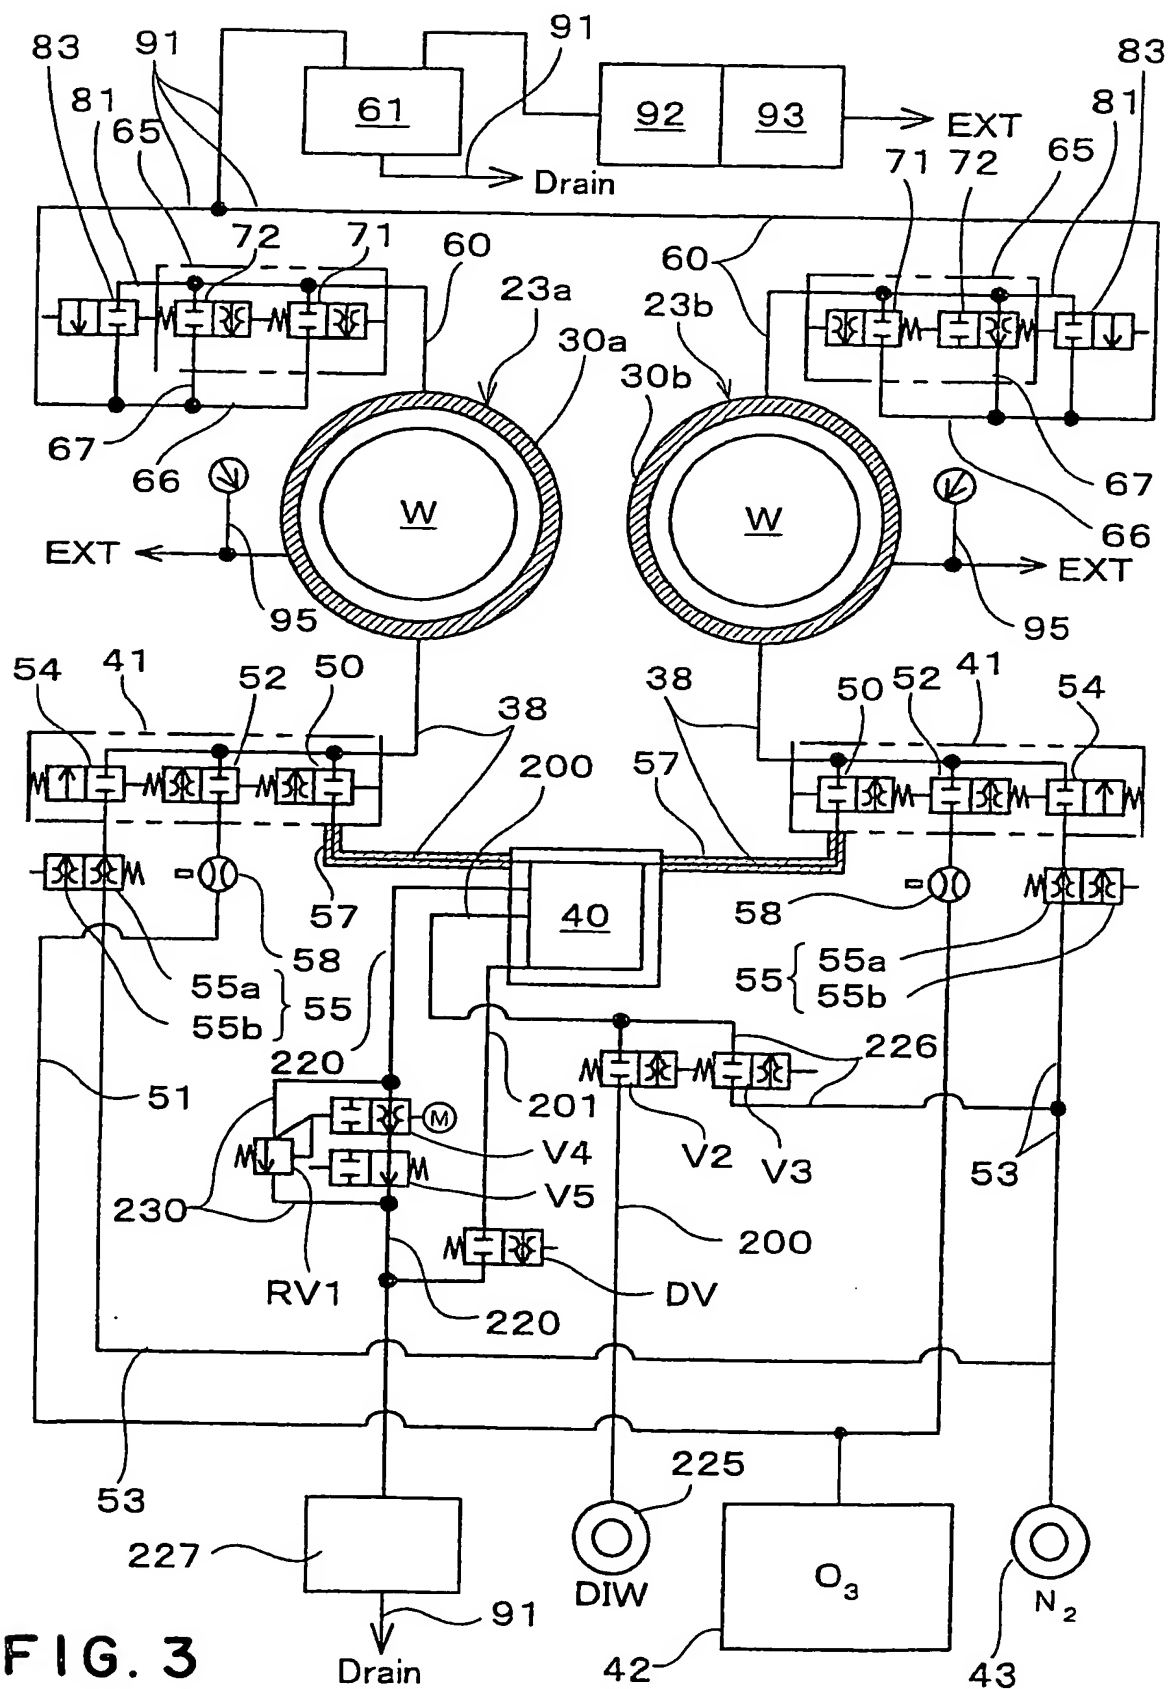 91
83 91 83
81 61 92 93 EXT 81
65 71 72 65
Drain
72 71 60 60
23a 23b
30a
30b
67 66 67
66
W W
EXT EXT
95 95
54 41 52 50 38 50 52 41 54
38
200 57
57 40 58
58
55a 55 55a
55b 55 55b
220 226
51 201
M
V4 V2 V3 53
V5
230 200
RV1 DV
220
53 225
227 DIW O3 N2
91
FIG. 3 Drain 42 43